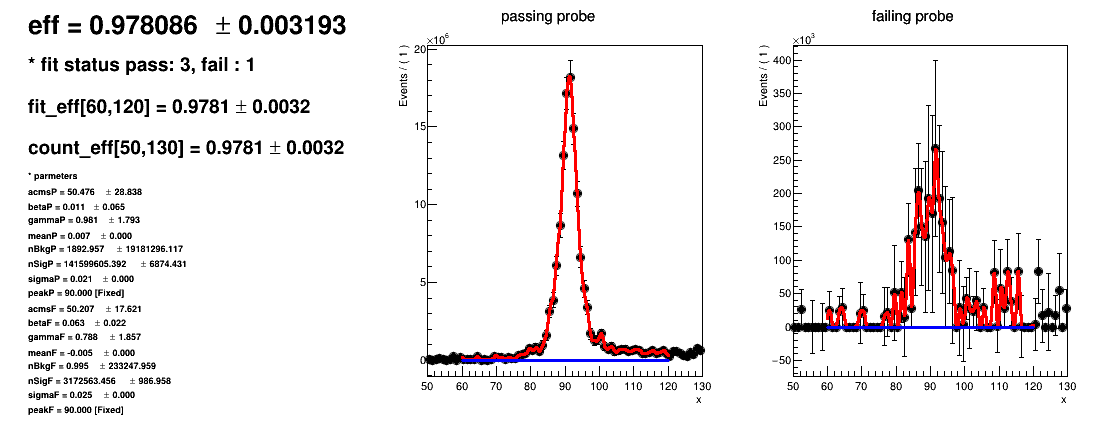 eff = 0.978086 ± 0.003193
* fit status pass: 3, fail : 1
fit_eff[60,120] = 0.9781 ± 0.0032
count_eff[50,130] = 0.9781 ± 0.0032
* parmeters
acmsP = 50.476 ± 28.838
betaP = 0.011 ± 0.065
gammaP = 0.981 ± 1.793
meanP = 0.007 ± 0.000
nBkgP = 1892.957 ± 19181296.117
nSigP = 141599605.392 ± 6874.431
sigmaP = 0.021 ± 0.000
peakP = 90.000 [Fixed]
acmsF = 50.207 ± 17.621
betaF = 0.063 ± 0.022
gammaF = 0.788 ± 1.857
meanF = -0.005 ± 0.000
nBkgF = 0.995 ± 233247.959
nSigF = 3172563.456 ± 986.958
sigmaF = 0.025 ± 0.000
peakF = 90.000 [Fixed]
passing probe
×10⁶
Events / ( 1 )
20
15
10
5
0
50 60 70 80 90 100 110 120 130
x
failing probe
×10³
Events / ( 1 )
400
350
300
250
200
150
100
50
0
−50
50 60 70 80 90 100 110 120 130
x